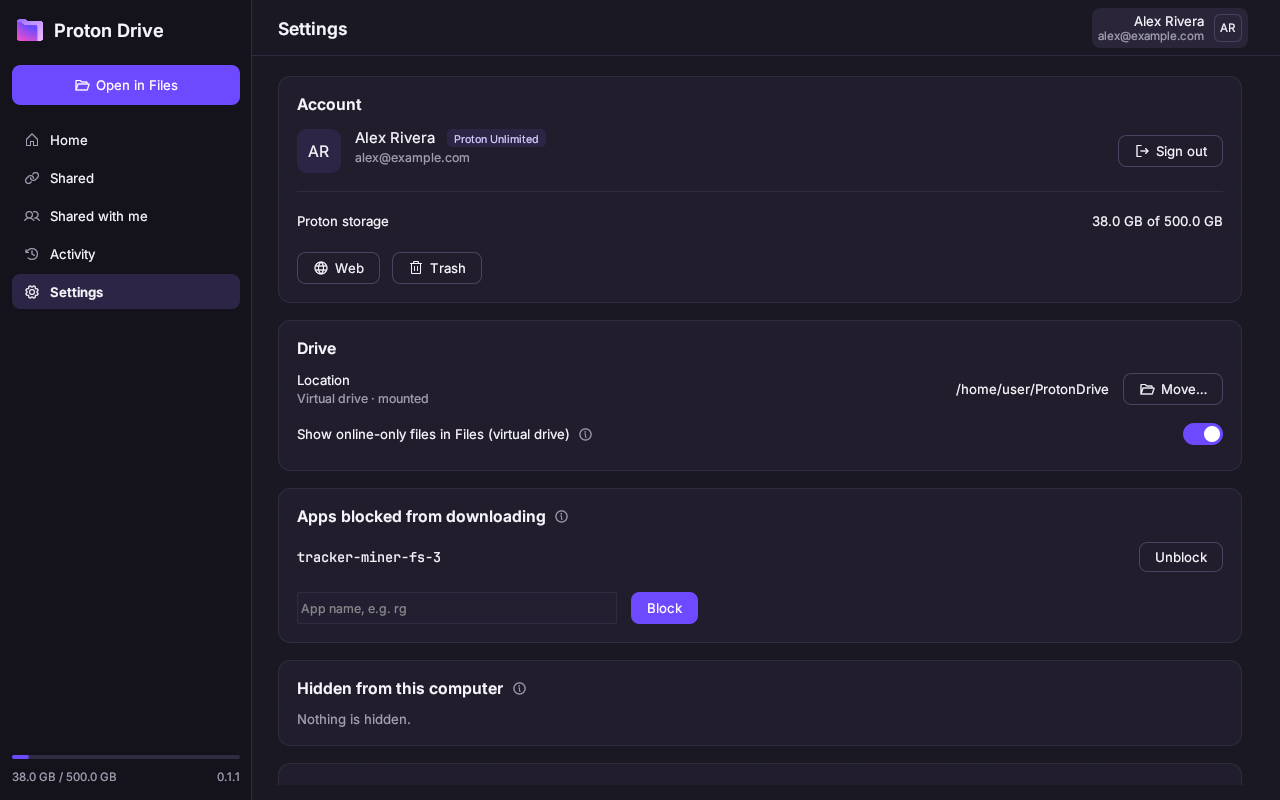 Proton Drive
Open in Files
Home
Shared
Shared with me
Activity
Settings
38.0 GB / 500.0 GB
0.1.1
Settings
Alex Rivera
alex@example.com
AR
Account
AR
Alex Rivera
Proton Unlimited
alex@example.com
Sign out
Proton storage
38.0 GB of 500.0 GB
Web
Trash
Drive
Location
Virtual drive · mounted
/home/user/ProtonDrive
Move...
Show online-only files in Files (virtual drive)
Apps blocked from downloading
tracker-miner-fs-3
Unblock
App name, e.g. rg
Block
Hidden from this computer
Nothing is hidden.